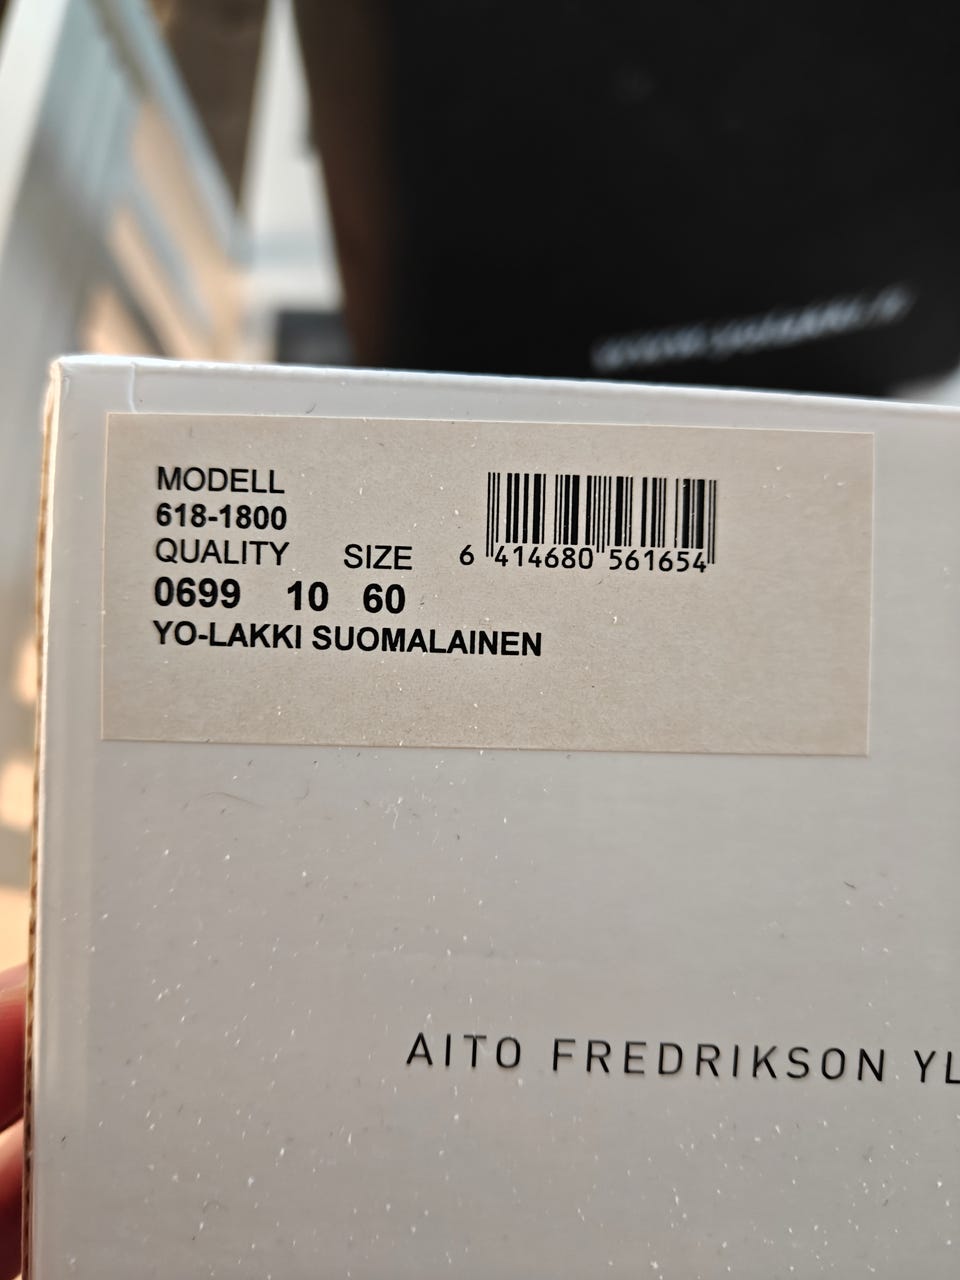 MODELL
618-1800
QUALITY SIZE
0699 10 60
YO-LAKKI SUOMALAINEN
6 414680 561654
AITO FREDRIKSON YL